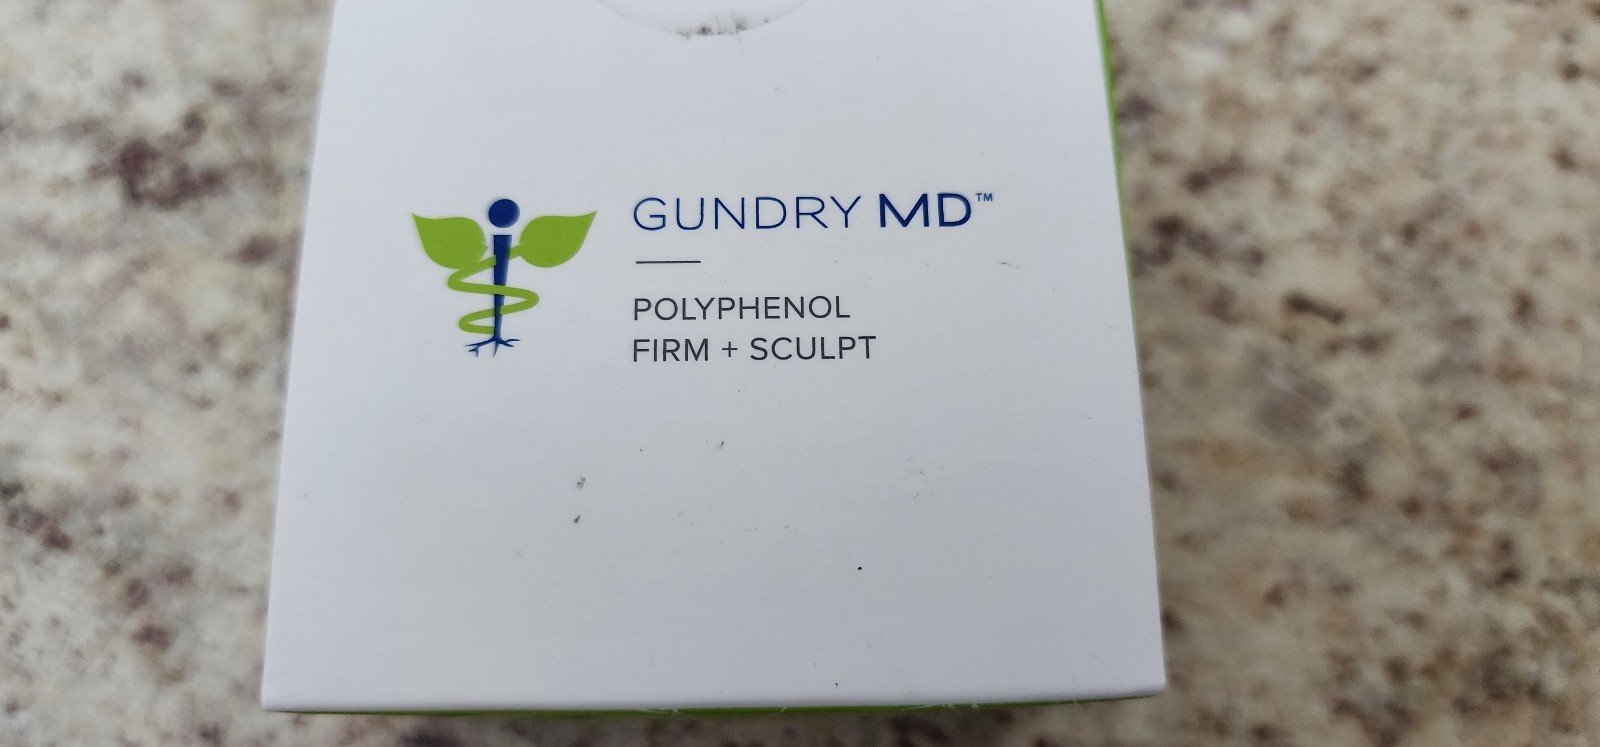 GUNDRY MD™
POLYPHENOL
FIRM + SCULPT